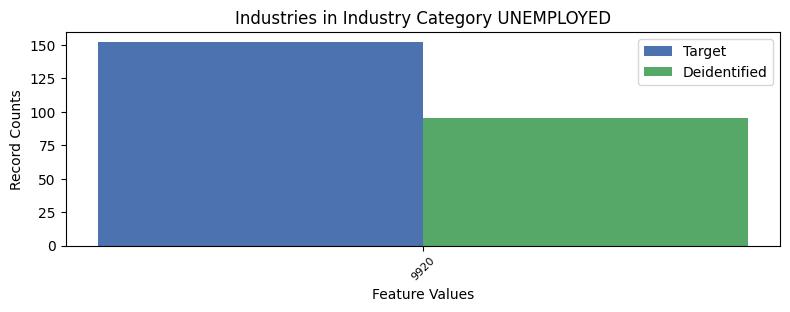 Industries in Industry Category UNEMPLOYED
Target
Deidentified
Record Counts
150
125
100
75
50
25
0
9920
Feature Values